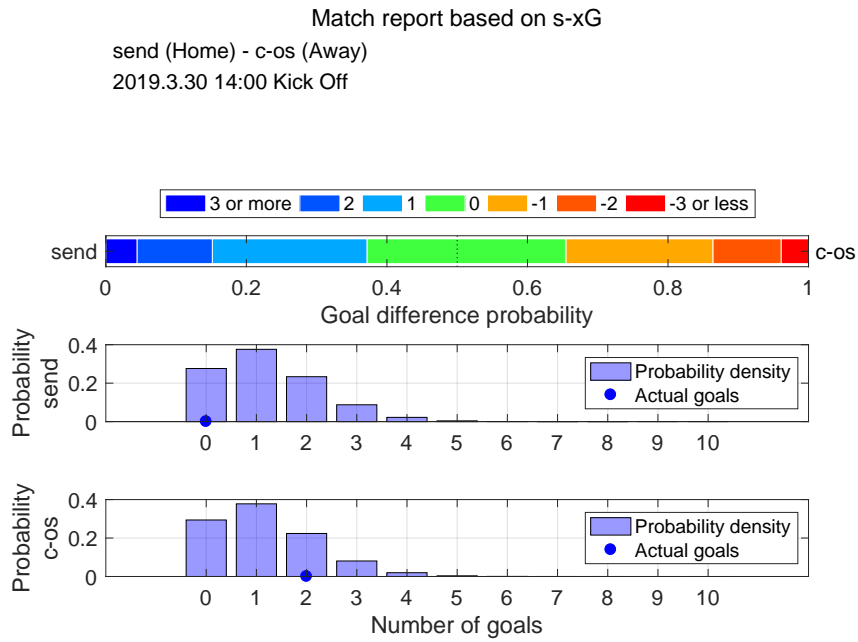 Match report based on s-xG
send (Home) - c-os (Away)
2019.3.30 14:00 Kick Off
3 or more 2 1 0 -1 -2 -3 or less
send c-os
0 0.2 0.4 0.6 0.8 1
Goal difference probability
Probability
send
0.4
0.2
0
Probability density
Actual goals
0 1 2 3 4 5 6 7 8 9 10
Probability
c-os
0.4
0.2
0
Probability density
Actual goals
0 1 2 3 4 5 6 7 8 9 10
Number of goals